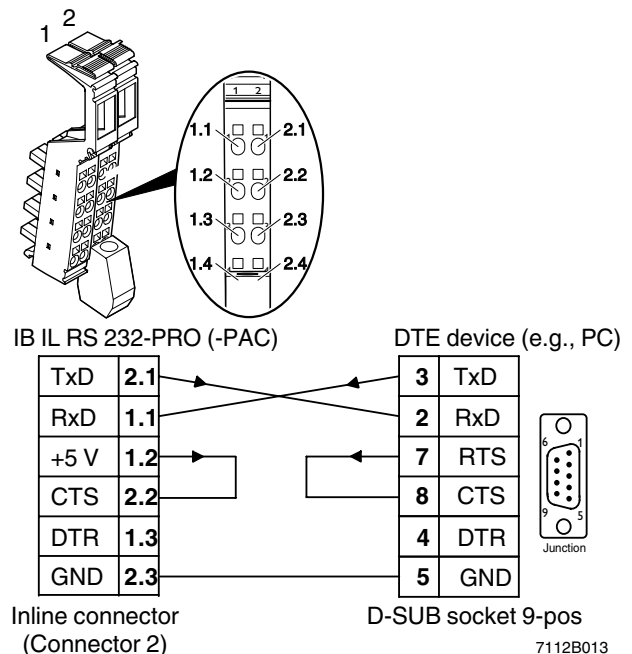 1 2
1 2
1.1 2.1
1.2 2.2
1.3 2.3
1.4 2.4
IB IL RS 232-PRO (-PAC)
DTE device (e.g., PC)
TxD 2.1 3 TxD
RxD 1.1 2 RxD
+5 V 1.2 7 RTS
CTS 2.2 8 CTS
DTR 1.3 4 DTR
GND 2.3 5 GND
6 1
9 5
Junction
Inline connector
(Connector 2)
D-SUB socket 9-pos
7112B013